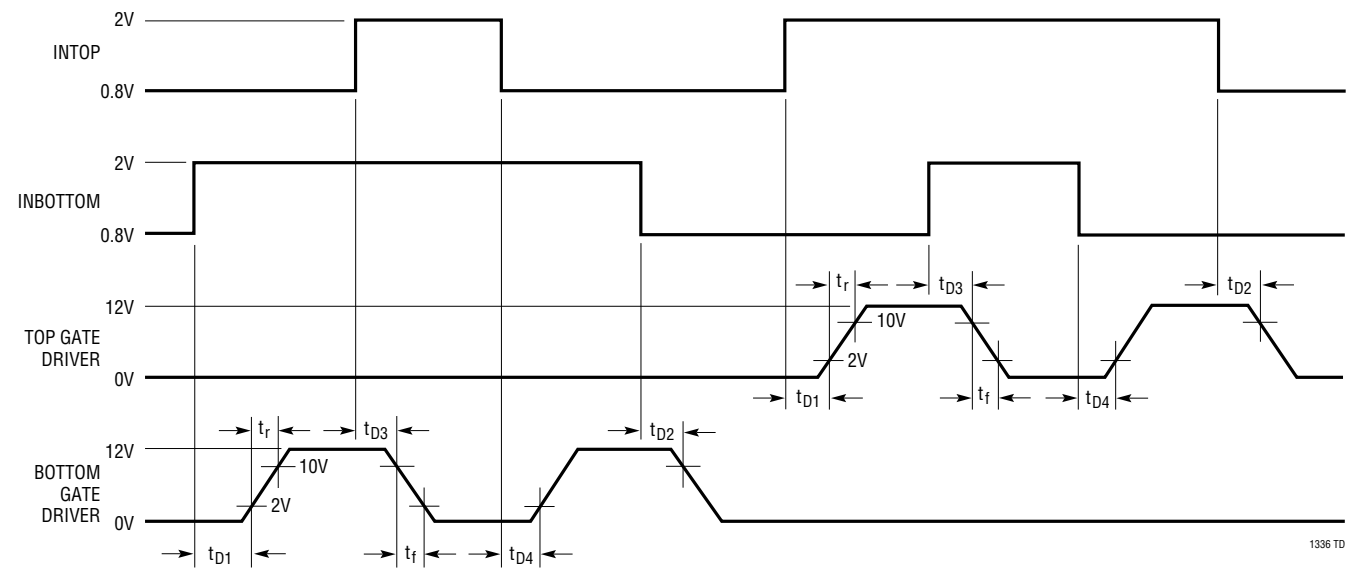 2V
INTOP
0.8V
2V
INBOTTOM
0.8V
tr
tD3
tD2
12V
10V
TOP GATE
DRIVER
2V
0V
tD1
tf
tD4
tr
tD3
tD2
12V
10V
BOTTOM
GATE
DRIVER
2V
0V
tD1
tf
tD4
1336 TD